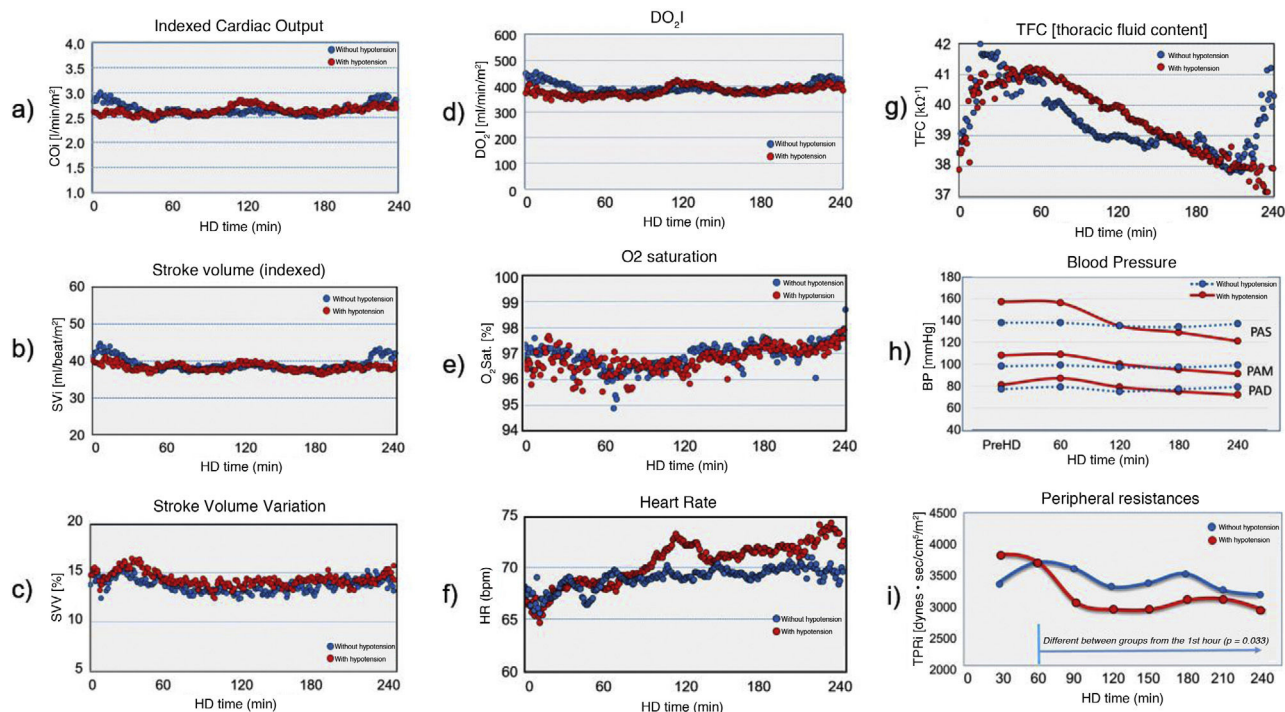 a)
Indexed Cardiac Output
COi [l/min/m²]
4.0
3.5
3.0
2.5
2.0
1.5
1.0
Without hypotension
With hypotension
0 60 120 180 240
HD time (min)
b)
Stroke volume (indexed)
SVi [ml/beat/m²]
60
50
40
30
20
Without hypotension
With hypotension
0 60 120 180 240
HD time (min)
c)
Stroke Volume Variation
SVV [%]
20
15
10
5
Without hypotension
With hypotension
0 60 120 180 240
HD time (min)
d)
DO₂I
DO₂I [ml/min/m²]
600
500
400
300
200
100
0
Without hypotension
With hypotension
0 60 120 180 240
HD time (min)
e)
O2 saturation
O₂Sat. [%]
100
99
98
97
96
95
94
Without hypotension
With hypotension
0 60 120 180 240
HD time (min)
f)
Heart Rate
HR (bpm)
75
70
65
60
Without hypotension
With hypotension
0 60 120 180 240
HD time (min)
g)
TFC [thoracic fluid content]
TFC [kΩ⁻¹]
42
41
40
39
38
37
Without hypotension
With hypotension
0 60 120 180 240
HD time (min)
h)
Blood Pressure
BP [mmHg]
180
160
140
120
100
80
60
40
Without hypotension
With hypotension
PAS
PAM
PAD
PreHD 60 120 180 240
HD time (min)
i)
Peripheral resistances
TPRi [dynes • sec/cm⁵/m²]
4500
4000
3500
3000
2500
2000
Without hypotension
With hypotension
Different between groups from the 1st hour (p = 0.033)
0 30 60 90 120 150 180 210 240
HD time (min)